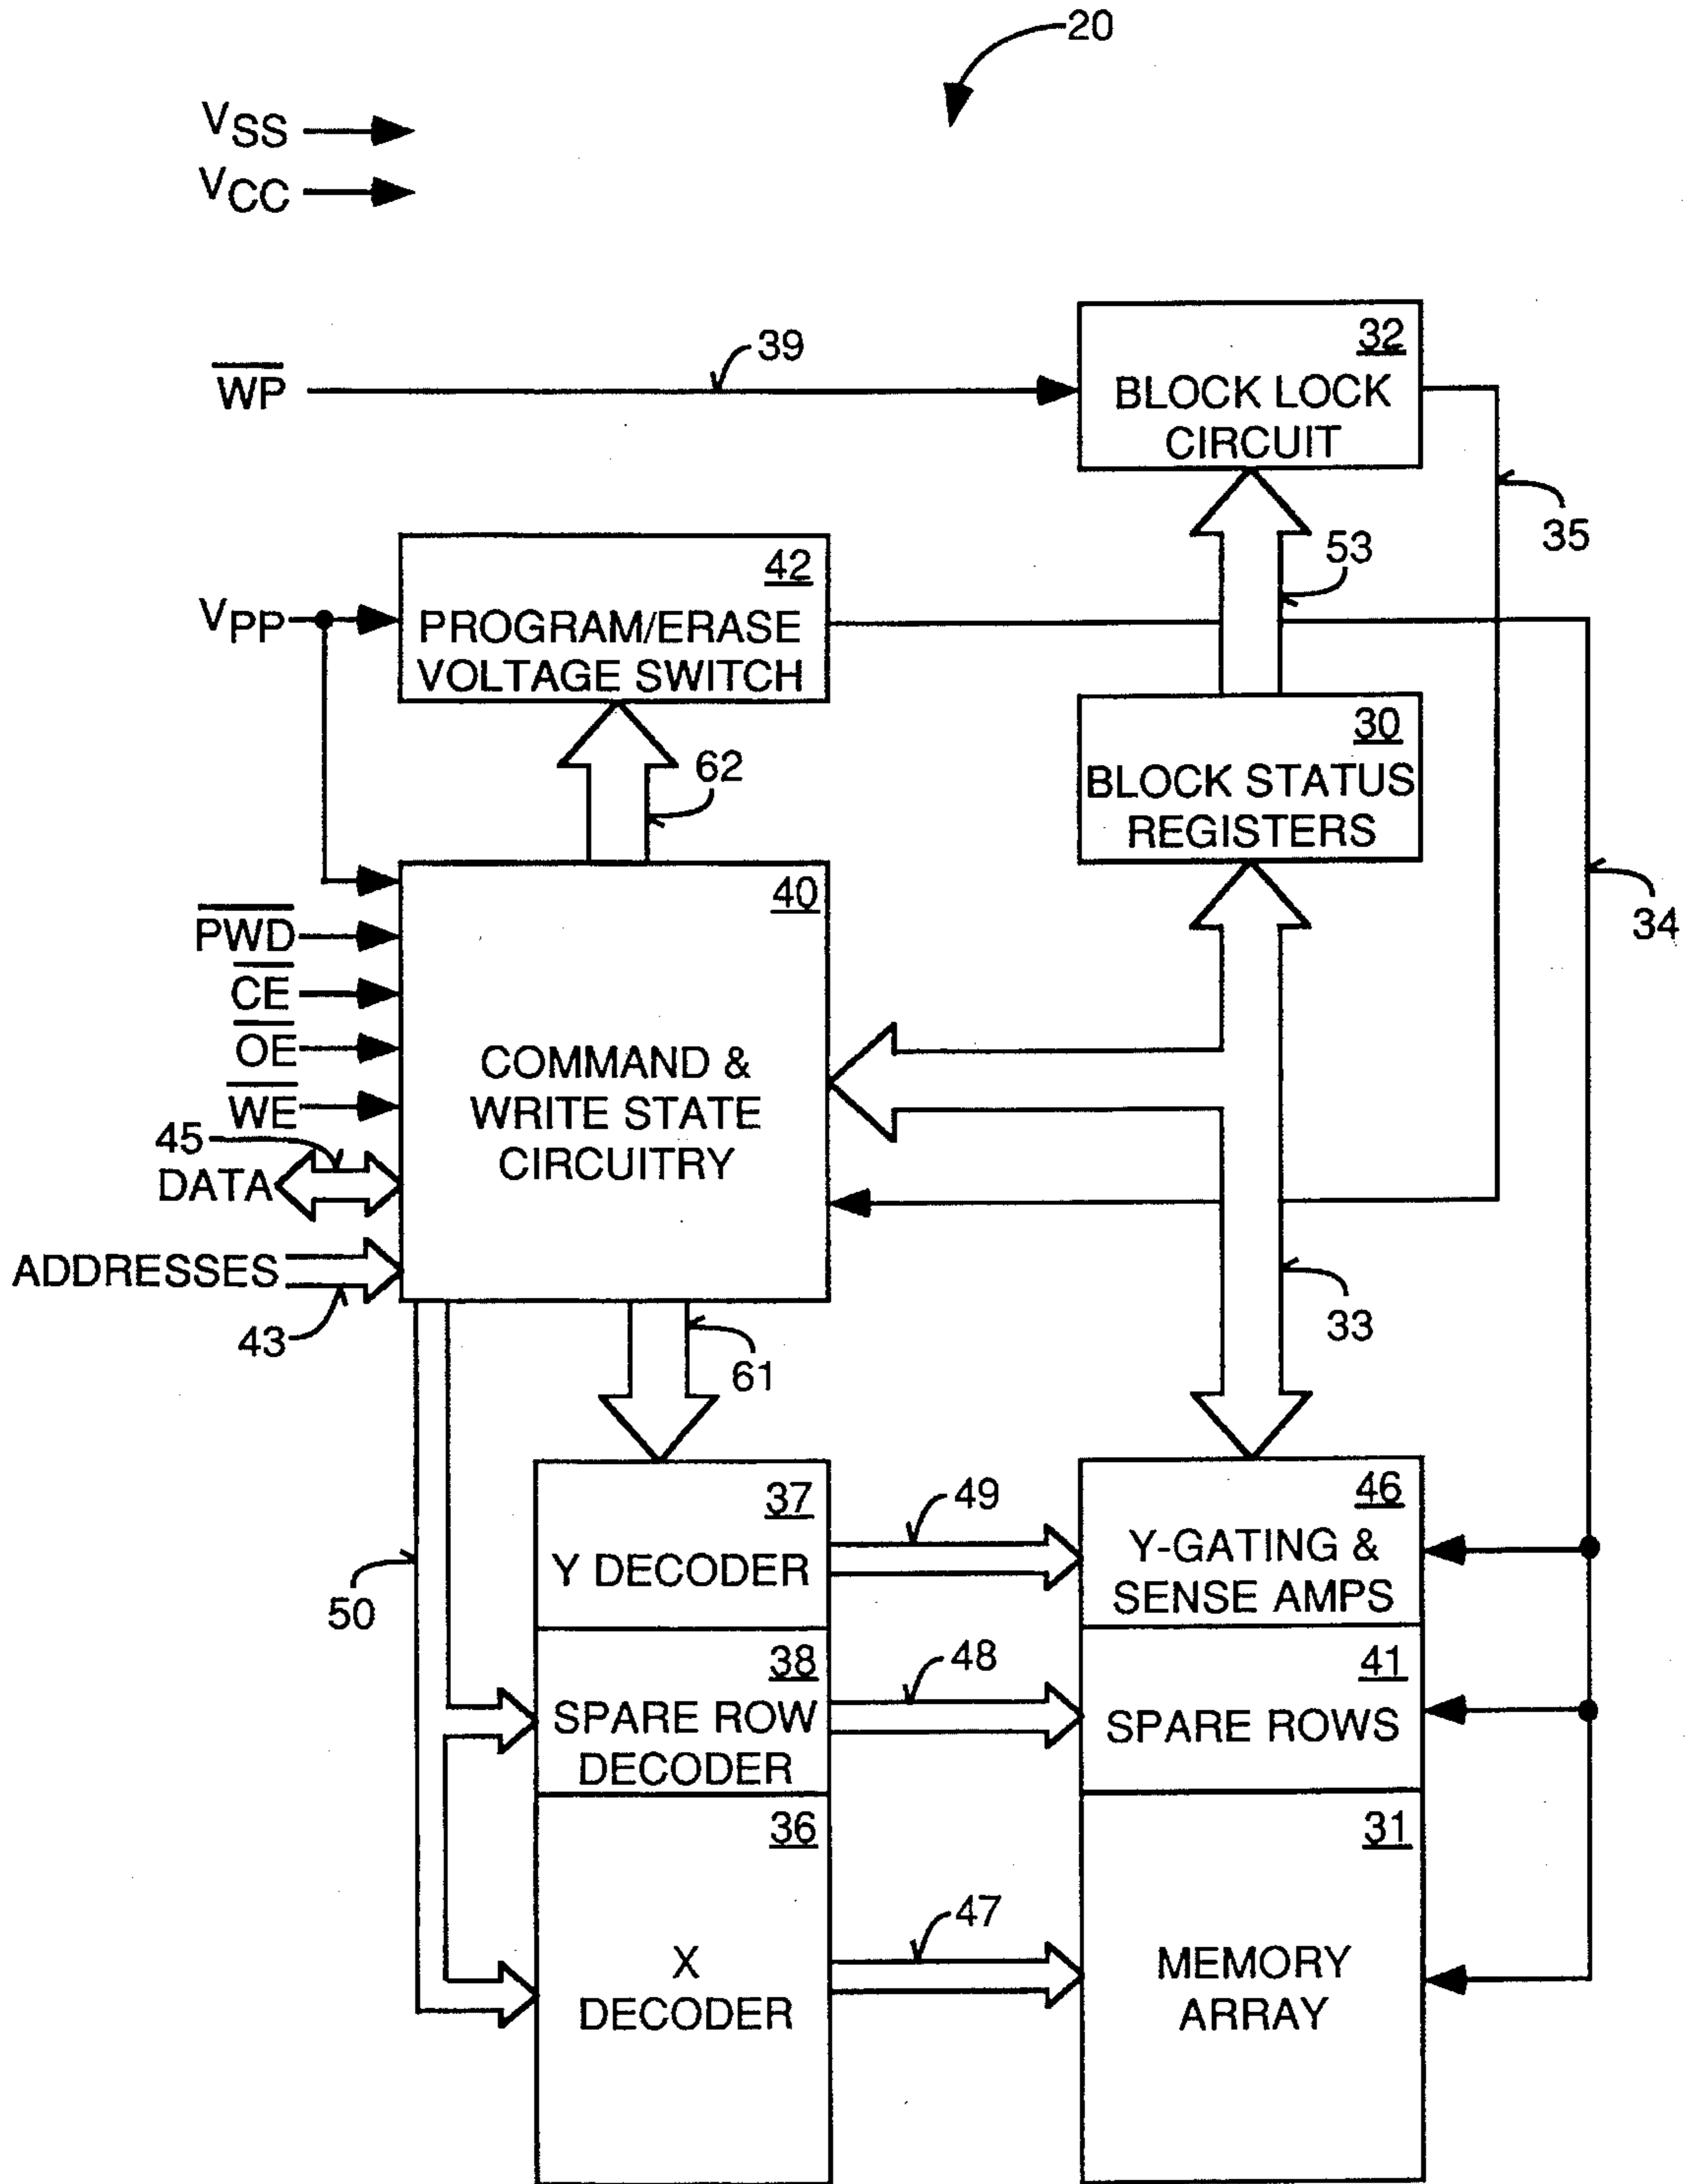 20
VSS
VCC
32
39
WP
BLOCK LOCK
CIRCUIT
35
53
42
VPP
PROGRAM/ERASE
VOLTAGE SWITCH
30
62
BLOCK STATUS
REGISTERS
40
34
PWD
CE
OE
COMMAND &
WE
WRITE STATE
45
CIRCUITRY
DATA
ADDRESSES
33
43
61
37
49
46
Y DECODER
Y-GATING &
SENSE AMPS
50
38
48
41
SPARE ROW
DECODER
SPARE ROWS
36
31
47
X
DECODER
MEMORY
ARRAY